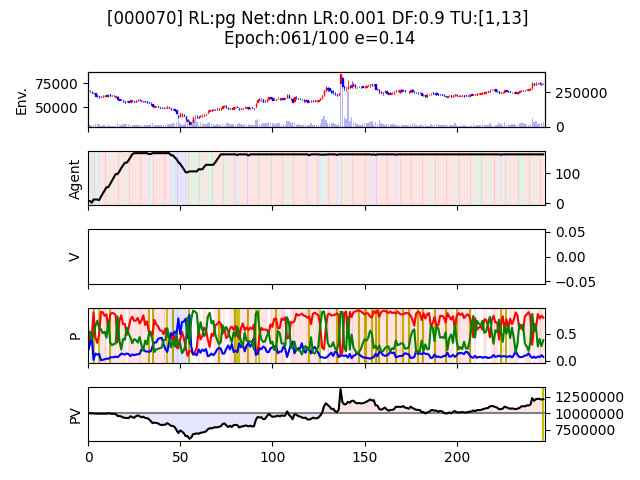 [000070] RL:pg Net:dnn LR:0.001 DF:0.9 TU:[1,13]
Epoch:061/100 e=0.14
Env.
75000
50000
250000
0
Agent
100
0
V
0.05
0.00
−0.05
P
0.5
0.0
PV
12500000
10000000
7500000
0 50 100 150 200